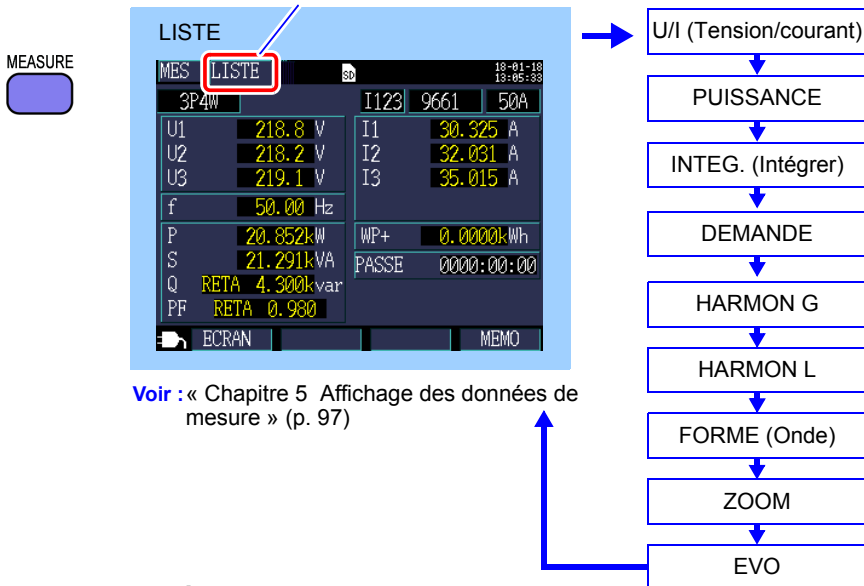 LISTE
MEASURE
MES LISTE SD 18-01-18
13:05:33
3P4W I123 9661 50A
U1 218.8 V I1 30.325 A
U2 218.2 V I2 32.031 A
U3 219.1 V I3 35.015 A
f 50.00 Hz
P 20.852kW WP+ 0.0000kWh
S 21.291kVA PASSE 0000:00:00
Q RETA 4.300kvar
PF RETA 0.980
ECRAN MEMO
Voir : « Chapitre 5 Affichage des données de
mesure » (p. 97)
U/I (Tension/courant)
PUISSANCE
INTEG. (Intégrer)
DEMANDE
HARMON G
HARMON L
FORME (Onde)
ZOOM
EVO